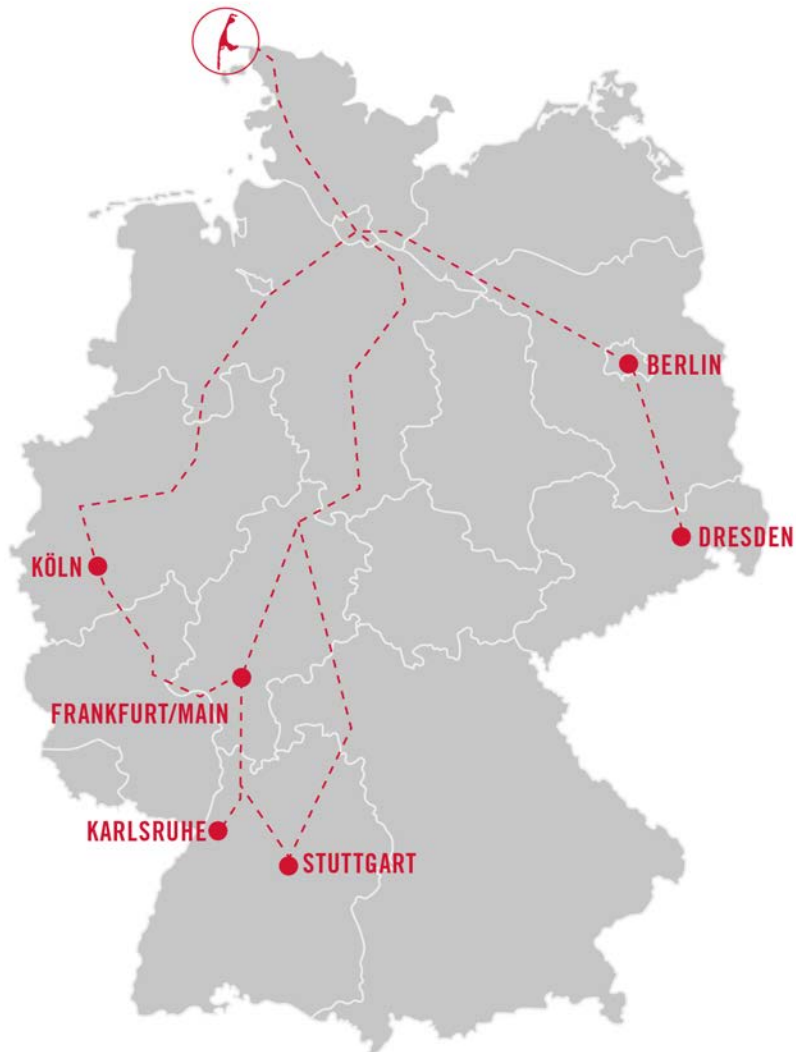 BERLIN
DRESDEN
KÖLN
FRANKFURT/MAIN
KARLSRUHE
STUTTGART